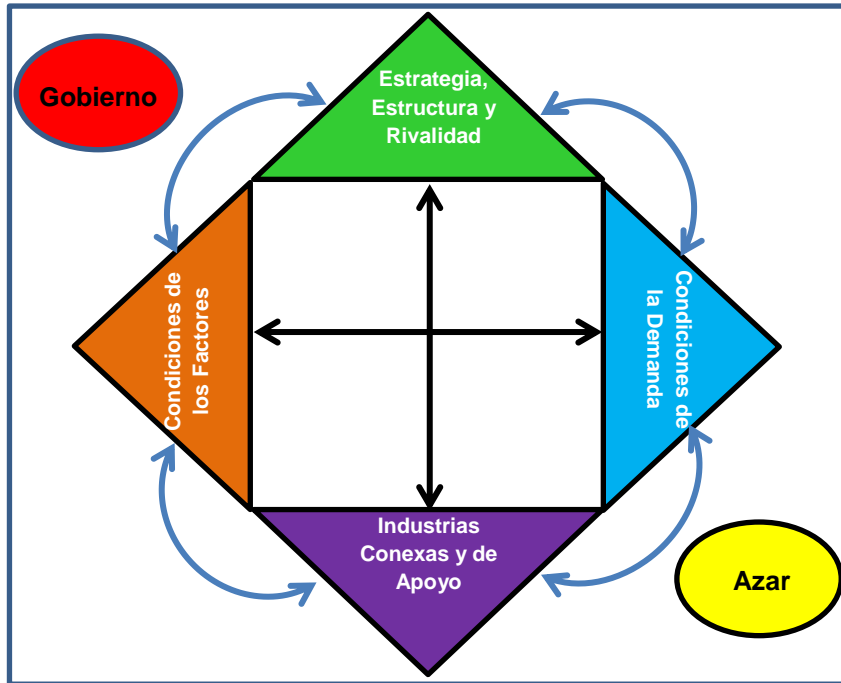 Gobierno
Estrategia,
Estructura y
Rivalidad
Condiciones de
los Factores
Condiciones de
la Demanda
Industrias
Conexas y de
Apoyo
Azar